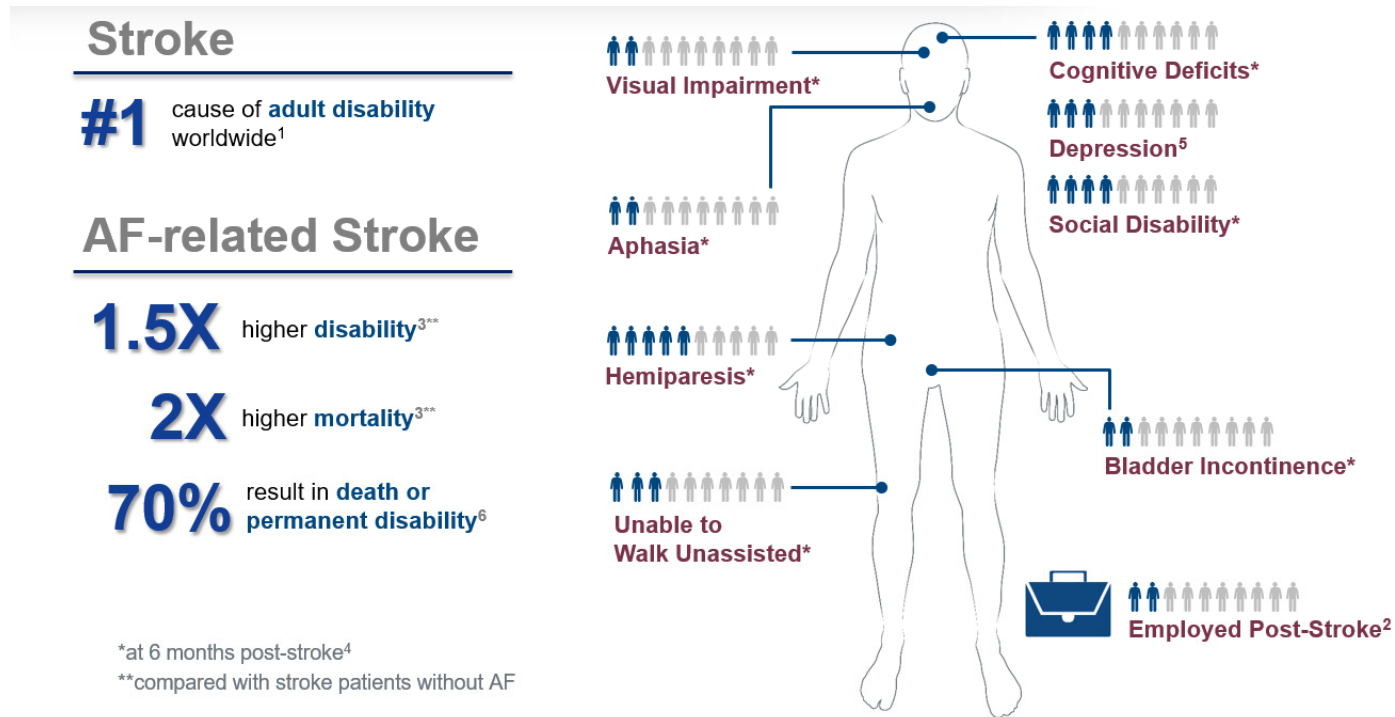 Stroke
#1
cause of adult disability
worldwide¹
AF-related Stroke
1.5X
higher disability³**
2X
higher mortality³**
70%
result in death or
permanent disability⁶
*at 6 months post-stroke⁴
**compared with stroke patients without AF
Visual Impairment*
Aphasia*
Hemiparesis*
Unable to
Walk Unassisted*
Cognitive Deficits*
Depression⁵
Social Disability*
Bladder Incontinence*
Employed Post-Stroke²